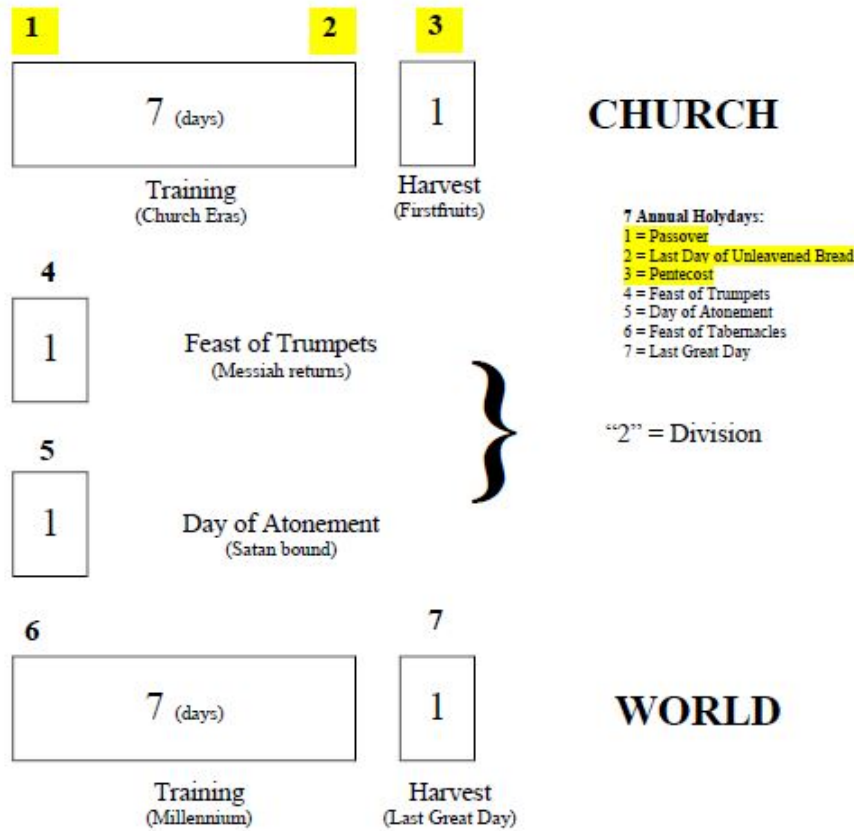 1 2 3
7 (days) 1 CHURCH
Training Harvest
(Church Eras) (Firstfruits)
7 Annual Holydays:
1 = Passover
2 = Last Day of Unleavened Bread
3 = Pentecost
4 = Feast of Trumpets
5 = Day of Atonement
6 = Feast of Tabernacles
7 = Last Great Day
4
1 Feast of Trumpets
(Messiah returns)
“2” = Division
5
1 Day of Atonement
(Satan bound)
6 7
7 (days) 1 WORLD
Training Harvest
(Millennium) (Last Great Day)